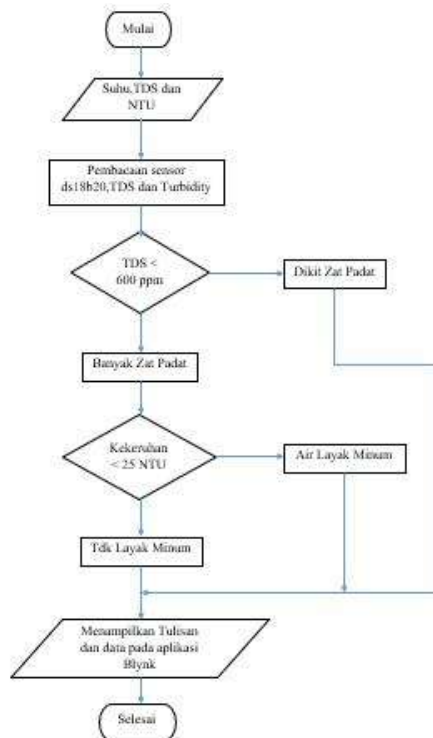 Mulai
Suhu,TDS dan
NTU
Pembacaan sensor
ds18b20,TDS dan Turbidity
TDS <
600 ppm
Dikit Zat Padat
Banyak Zat Padat
Kekeruhan
< 25 NTU
Air Layak Minum
Tdk Layak Minum
Menampilkan Tulisan
dan data pada aplikasi
Blynk
Selesai